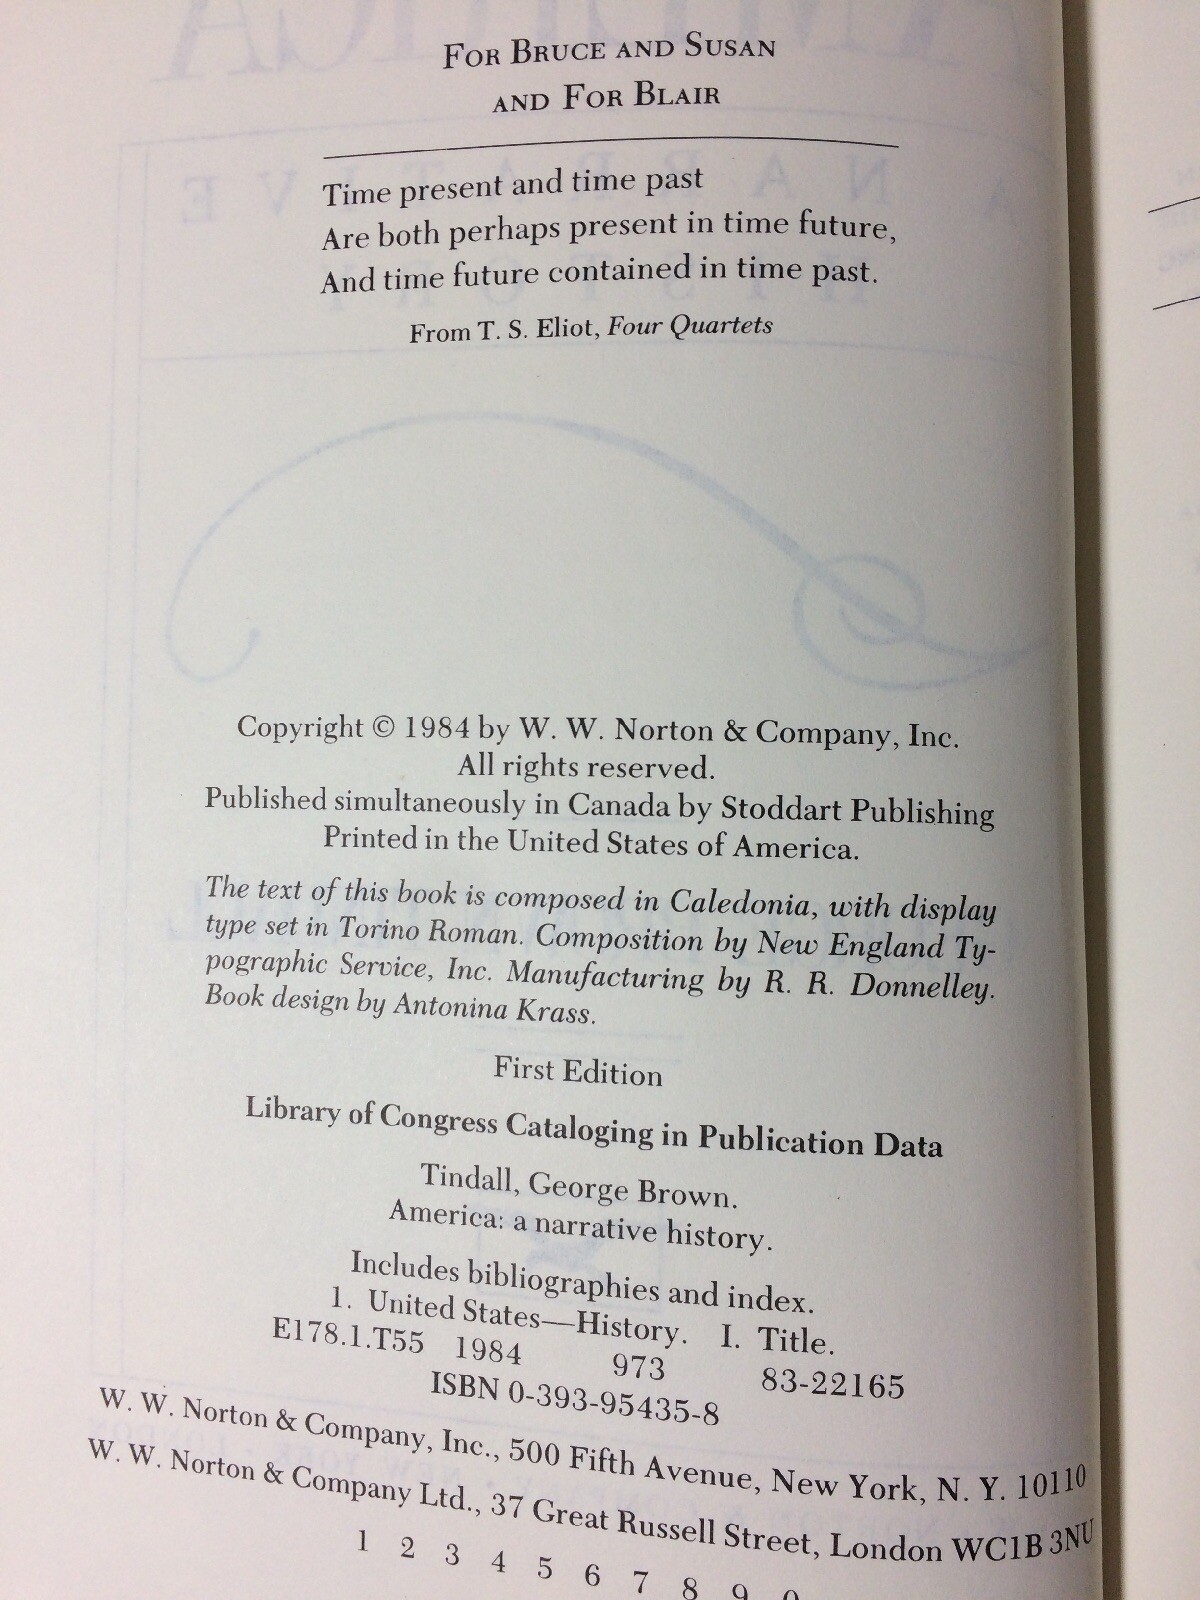 For Bruce and Susan
and For Blair
Time present and time past
Are both perhaps present in time future,
And time future contained in time past.
From T. S. Eliot, Four Quartets
Copyright © 1984 by W. W. Norton & Company, Inc.
All rights reserved.
Published simultaneously in Canada by Stoddart Publishing
Printed in the United States of America.
The text of this book is composed in Caledonia, with display
type set in Torino Roman. Composition by New England Ty-
pographic Service, Inc. Manufacturing by R. R. Donnelley.
Book design by Antonina Krass.
First Edition
Library of Congress Cataloging in Publication Data
Tindall, George Brown.
America: a narrative history.
Includes bibliographies and index.
1. United States—History. I. Title.
E178.1.T55 1984 973 83-22165
ISBN 0-393-95435-8
W. W. Norton & Company, Inc., 500 Fifth Avenue, New York, N. Y. 10110
W. W. Norton & Company Ltd., 37 Great Russell Street, London WC1B 3NU
1 2 3 4 5 6 7 8 9 0